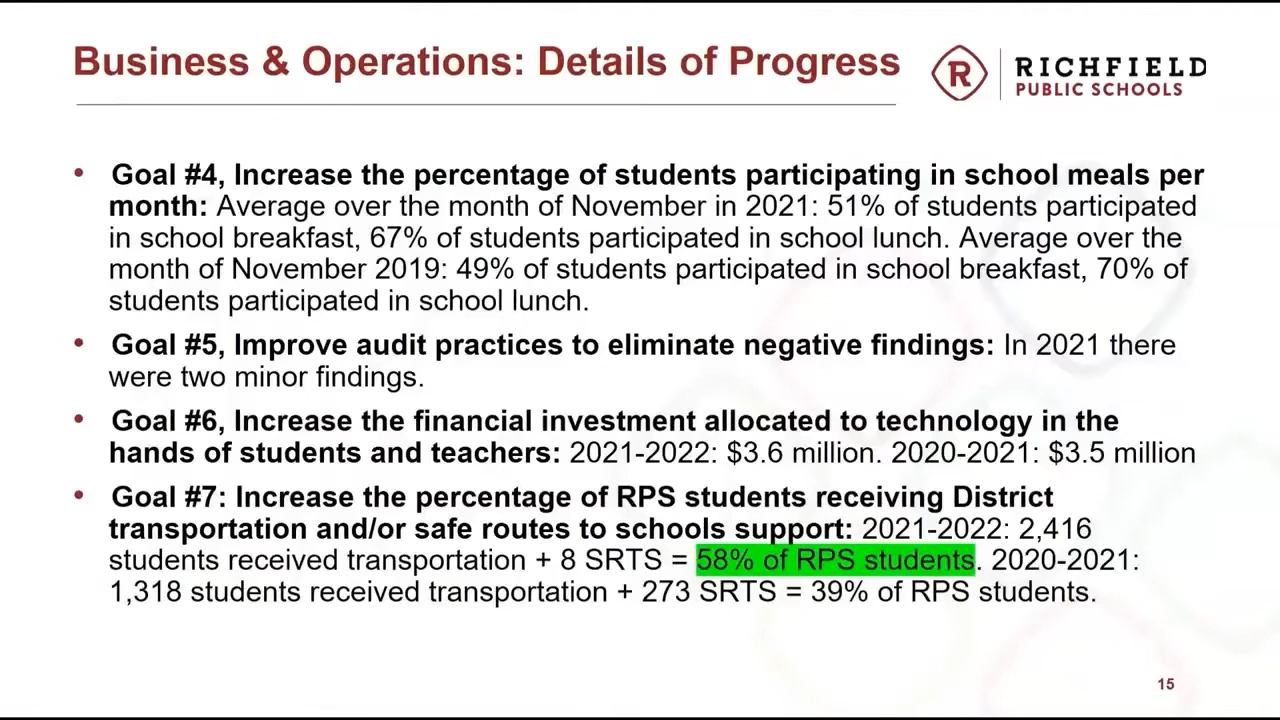 Business & Operations: Details of Progress
R
RICHFIELD
PUBLIC SCHOOLS
• Goal #4, Increase the percentage of students participating in school meals per
month: Average over the month of November in 2021: 51% of students participated
in school breakfast, 67% of students participated in school lunch. Average over the
month of November 2019: 49% of students participated in school breakfast, 70% of
students participated in school lunch.
• Goal #5, Improve audit practices to eliminate negative findings: In 2021 there
were two minor findings.
• Goal #6, Increase the financial investment allocated to technology in the
hands of students and teachers: 2021-2022: $3.6 million. 2020-2021: $3.5 million
• Goal #7: Increase the percentage of RPS students receiving District
transportation and/or safe routes to schools support: 2021-2022: 2,416
students received transportation + 8 SRTS = 58% of RPS students. 2020-2021:
1,318 students received transportation + 273 SRTS = 39% of RPS students.
15